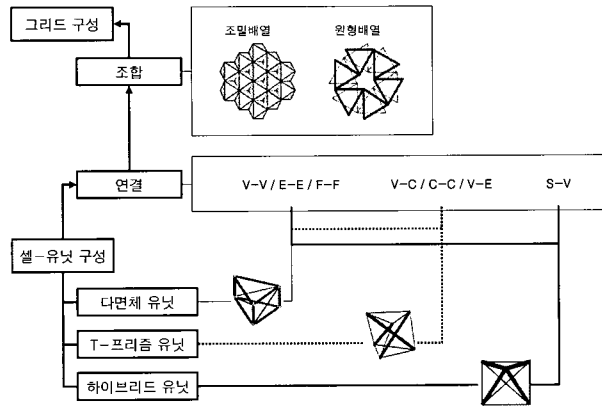 그리드 구성
조합
조밀배열
원형배열
연결
V-V / E-E / F-F
V-C / C-C / V-E
S-V
셀-유닛 구성
다면체 유닛
T-프리즘 유닛
하이브리드 유닛